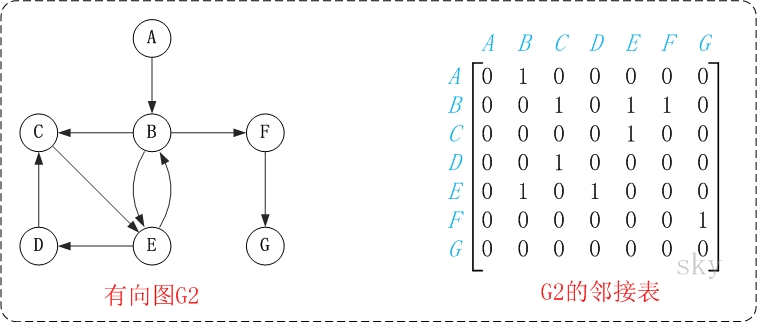 A
C B F
D E G
有向图G2
A B C D E F G
A 0 1 0 0 0 0 0
B 0 0 1 0 1 1 0
C 0 0 0 0 1 0 0
D 0 0 1 0 0 0 0
E 0 1 0 1 0 0 0
F 0 0 0 0 0 0 1
G 0 0 0 0 0 0 0
sky
G2的邻接表